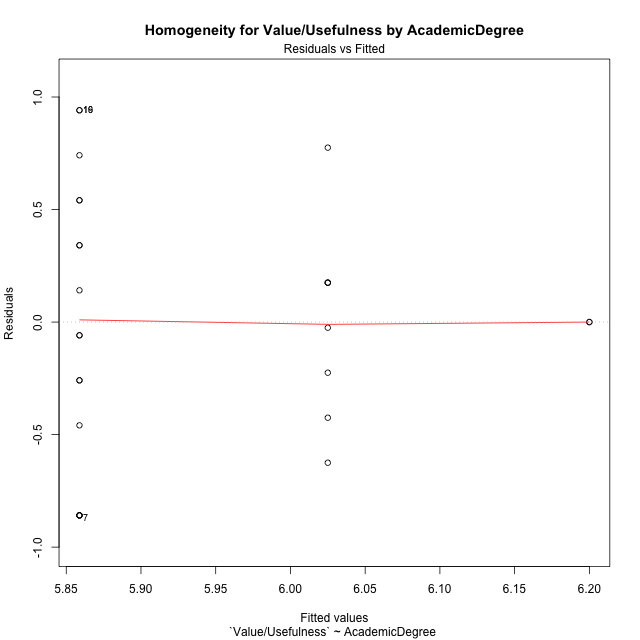 Homogeneity for Value/Usefulness by AcademicDegree
Residuals vs Fitted
1.0
0.5
0.0
-0.5
-1.0
Residuals
7
5.85
5.90
5.95
6.00
6.05
6.10
6.15
6.20
Fitted values
`Value/Usefulness` ~ AcademicDegree